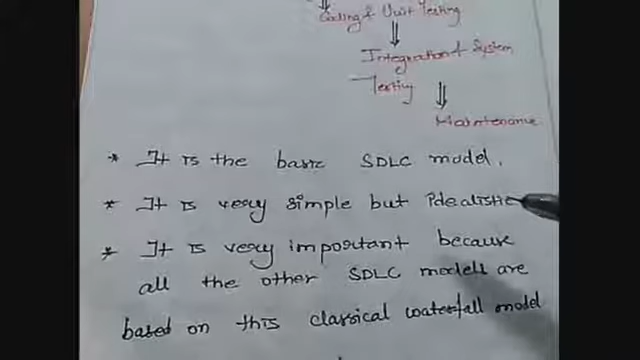 Coding & Unit Testing
Integration & System
Testing
Maintenance
* It is the basic SDLC model.
* It is very simple but idealistic
* It is very important because
all the other SDLC models are
based on this classical waterfall model